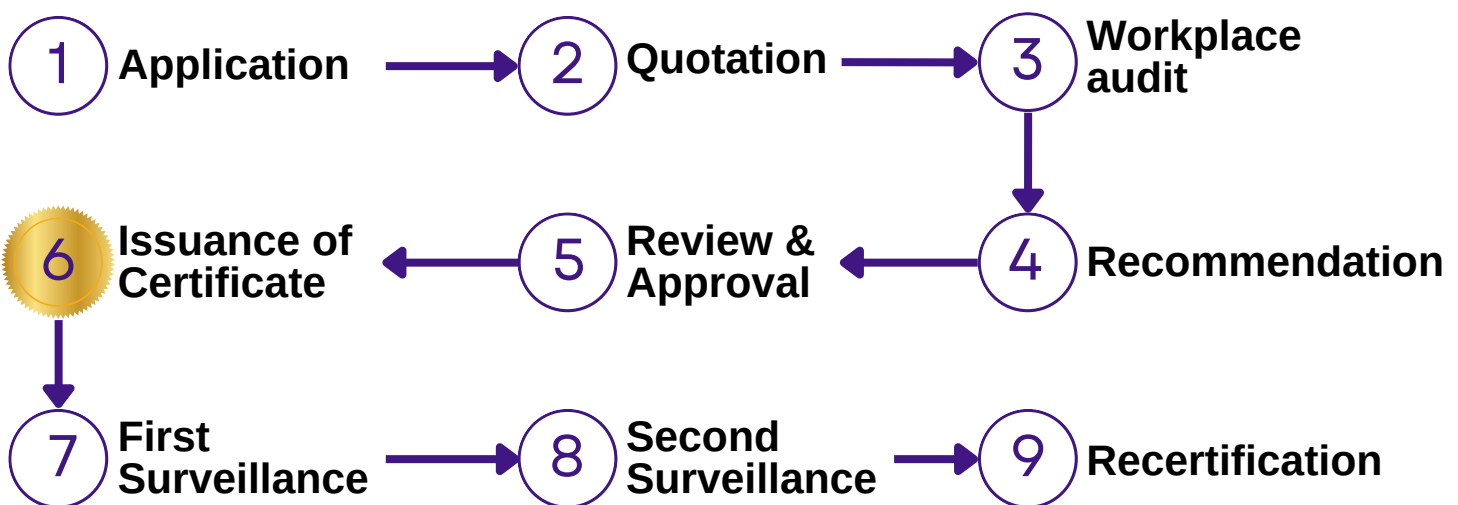 1 Application
2 Quotation
3 Workplace
audit
4 Recommendation
5 Review &
Approval
6 Issuance of
Certificate
7 First
Surveillance
8 Second
Surveillance
9 Recertification